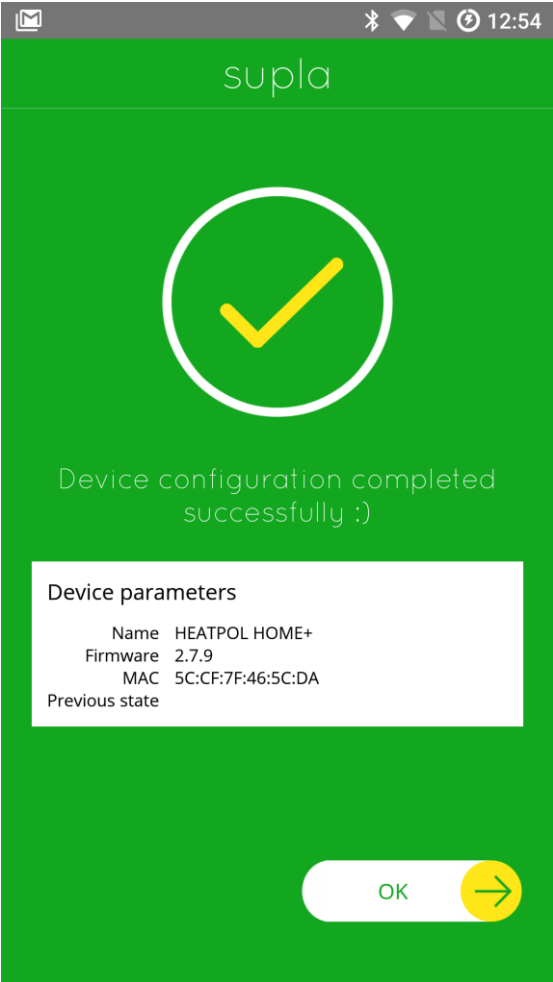 12:54
supla
Device configuration completed
successfully :)
Device parameters
Name HEATPOL HOME+
Firmware 2.7.9
MAC 5C:CF:7F:46:5C:DA
Previous state
OK